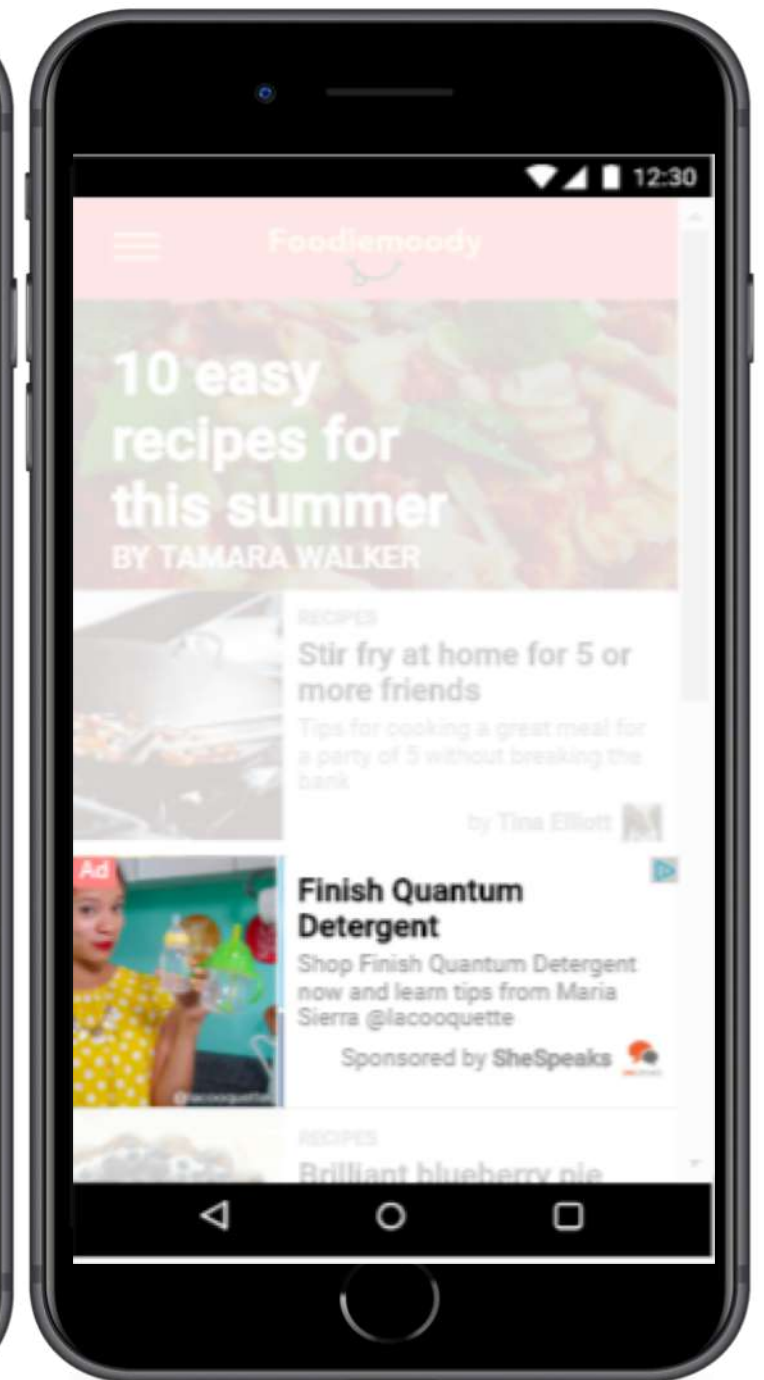 12:30
Foodiemoody
10 easy
recipes for
this summer
BY TAMARA WALKER
RECIPES
Stir fry at home for 5 or
more friends
Tips for cooking a great meal for
a party of 5 without breaking the
bank
by Tina Elliott
Ad
Finish Quantum
Detergent
Shop Finish Quantum Detergent
now and learn tips from Maria
Sierra @lacooquette
Sponsored by SheSpeaks
@lacooquette
RECIPES
Brilliant blueberry pie